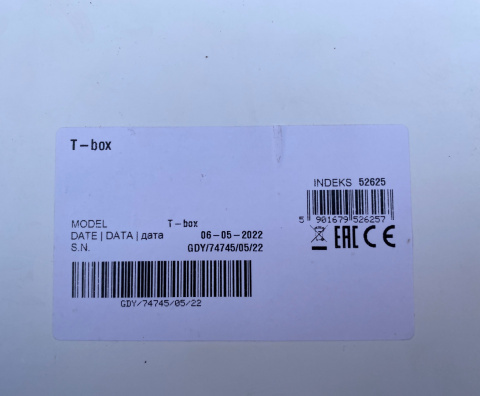 T-box
INDEKS 52625
5 901679 526257
MODEL T-box
DATE | DATA | дата 06-05-2022
S.N. GDY/74745/05/22
EAC CE
GDY/74745/05/22